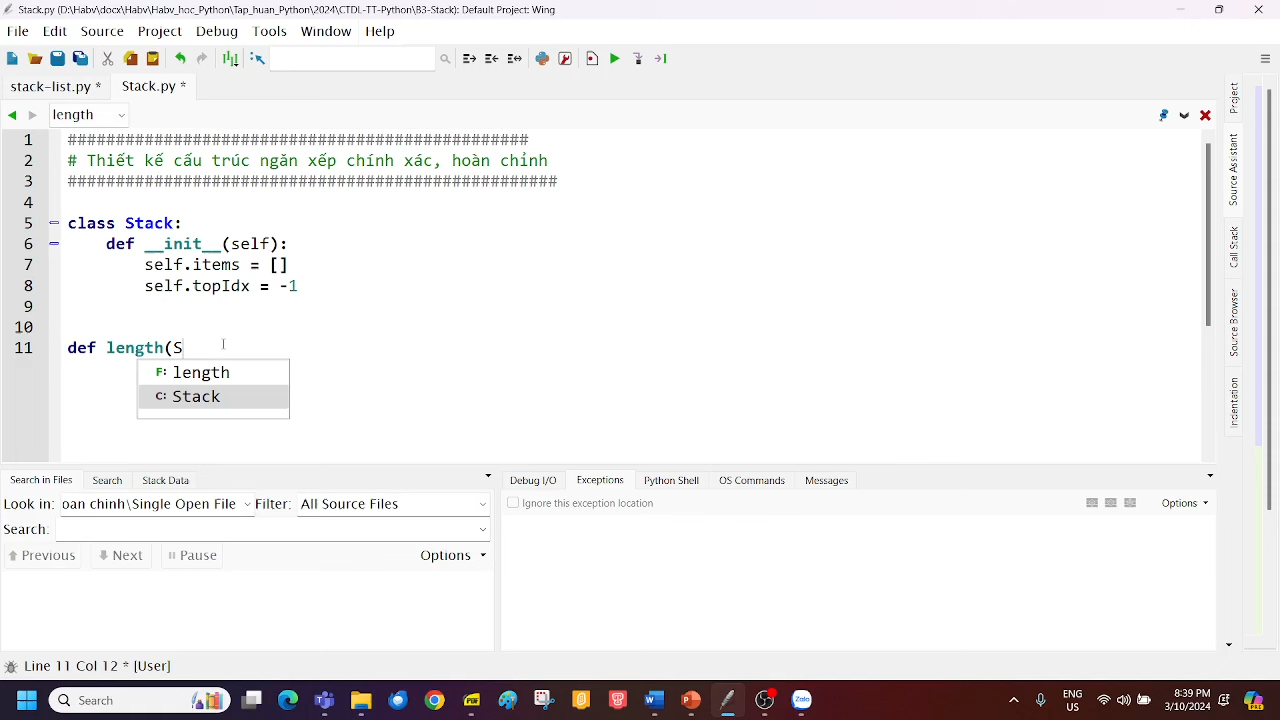 Stack.py (D:\Habv\docx\Habv\Habv_hoc_Python\Tap_huan_Python\2024\CTDL-TT-Python\B3-Stack): Default Project: Wing
File Edit Source Project Debug Tools Window Help
stack-list.py * Stack.py *
length
1 ################################################
2 # Thiết kế cấu trúc ngăn xếp chính xác, hoàn chỉnh
3 ###################################################
4
5 class Stack:
6 def __init__(self):
7 self.items = []
8 self.topIdx = -1
9
10
11 def length(S
F: length
C: Stack
Project
Source Assistant
Call Stack
Source Browser
Indentation
Search in Files Search Stack Data
Look in: oan chinh\Single Open File Filter: All Source Files
Search:
Previous Next Pause Options
Debug I/O Exceptions Python Shell OS Commands Messages
Ignore this exception location Options
Line 11 Col 12 * [User]
Search
PDF
Zalo
ENG
US
8:39 PM
3/10/2024
PRE